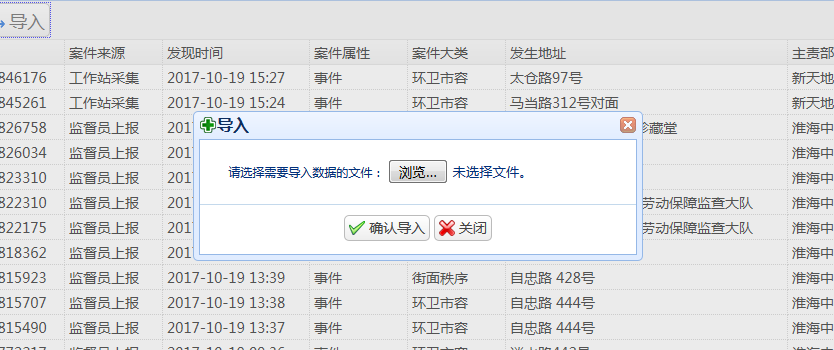 导入
案件来源 发现时间 案件属性 案件大类 发生地址 主责部
846176 工作站采集 2017-10-19 15:27 事件 环卫市容 太仓路97号 新天地
845261 工作站采集 2017-10-19 15:24 事件 环卫市容 马当路312号对面 新天地
826758 监督员上报 201 珍藏堂 淮海中
826034 监督员上报 201 淮海中
823310 监督员上报 201 淮海中
822310 监督员上报 201 劳动保障监查大队 淮海中
822175 监督员上报 201 劳动保障监查大队 淮海中
818362 监督员上报 201 淮海中
导入
请选择需要导入数据的文件： 浏览... 未选择文件。
确认导入 关闭
815923 监督员上报 2017-10-19 13:39 事件 街面秩序 自忠路 428号 淮海中
815707 监督员上报 2017-10-19 13:38 事件 环卫市容 自忠路 444号 淮海中
815490 监督员上报 2017-10-19 13:37 事件 环卫市容 自忠路 444号 淮海中